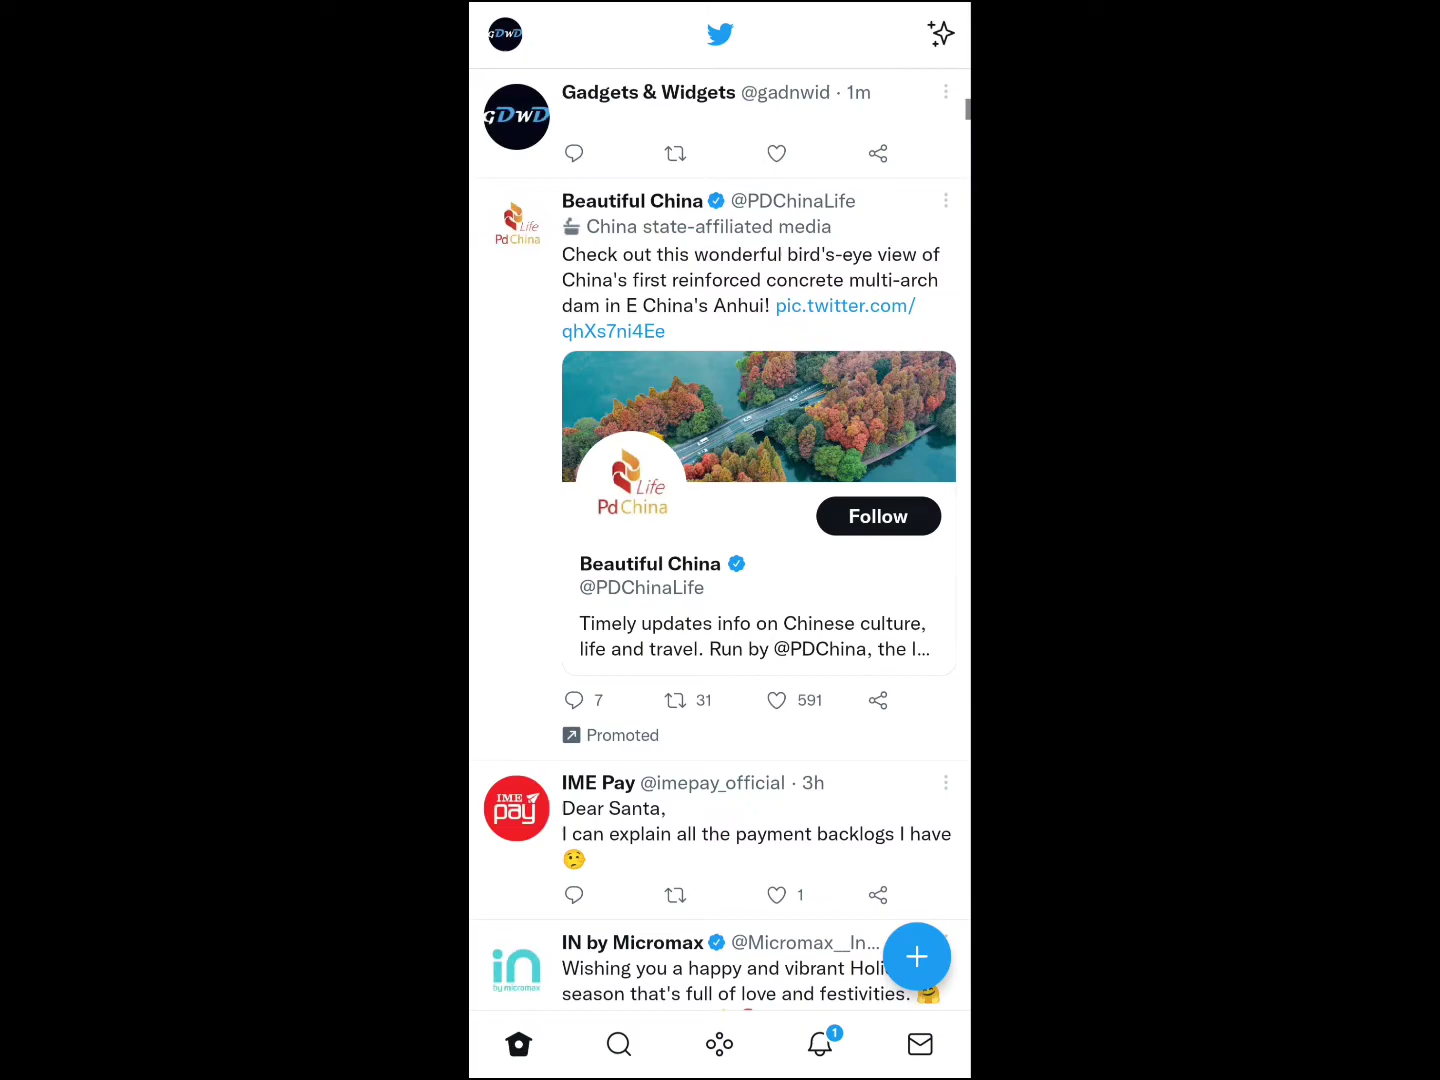 GDWD
Gadgets & Widgets @gadnwid · 1m
GDWD
Beautiful China @PDChinaLife
China state-affiliated media
Life
Pd China
Check out this wonderful bird's-eye view of
China's first reinforced concrete multi-arch
dam in E China's Anhui! pic.twitter.com/
qhXs7ni4Ee
Life
Pd China
Follow
Beautiful China
@PDChinaLife
Timely updates info on Chinese culture,
life and travel. Run by @PDChina, the l...
7 31 591
Promoted
IME Pay @imepay_official · 3h
IME
pay
Dear Santa,
I can explain all the payment backlogs I have
🤥
1
IN by Micromax @Micromax__In...
in
by micromax
Wishing you a happy and vibrant Holi
season that's full of love and festivities. 🤗
1